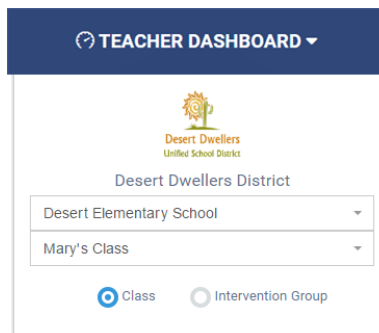 TEACHER DASHBOARD
Desert Dwellers
Unified School District
Desert Dwellers District
Desert Elementary School
Mary's Class
Class Intervention Group